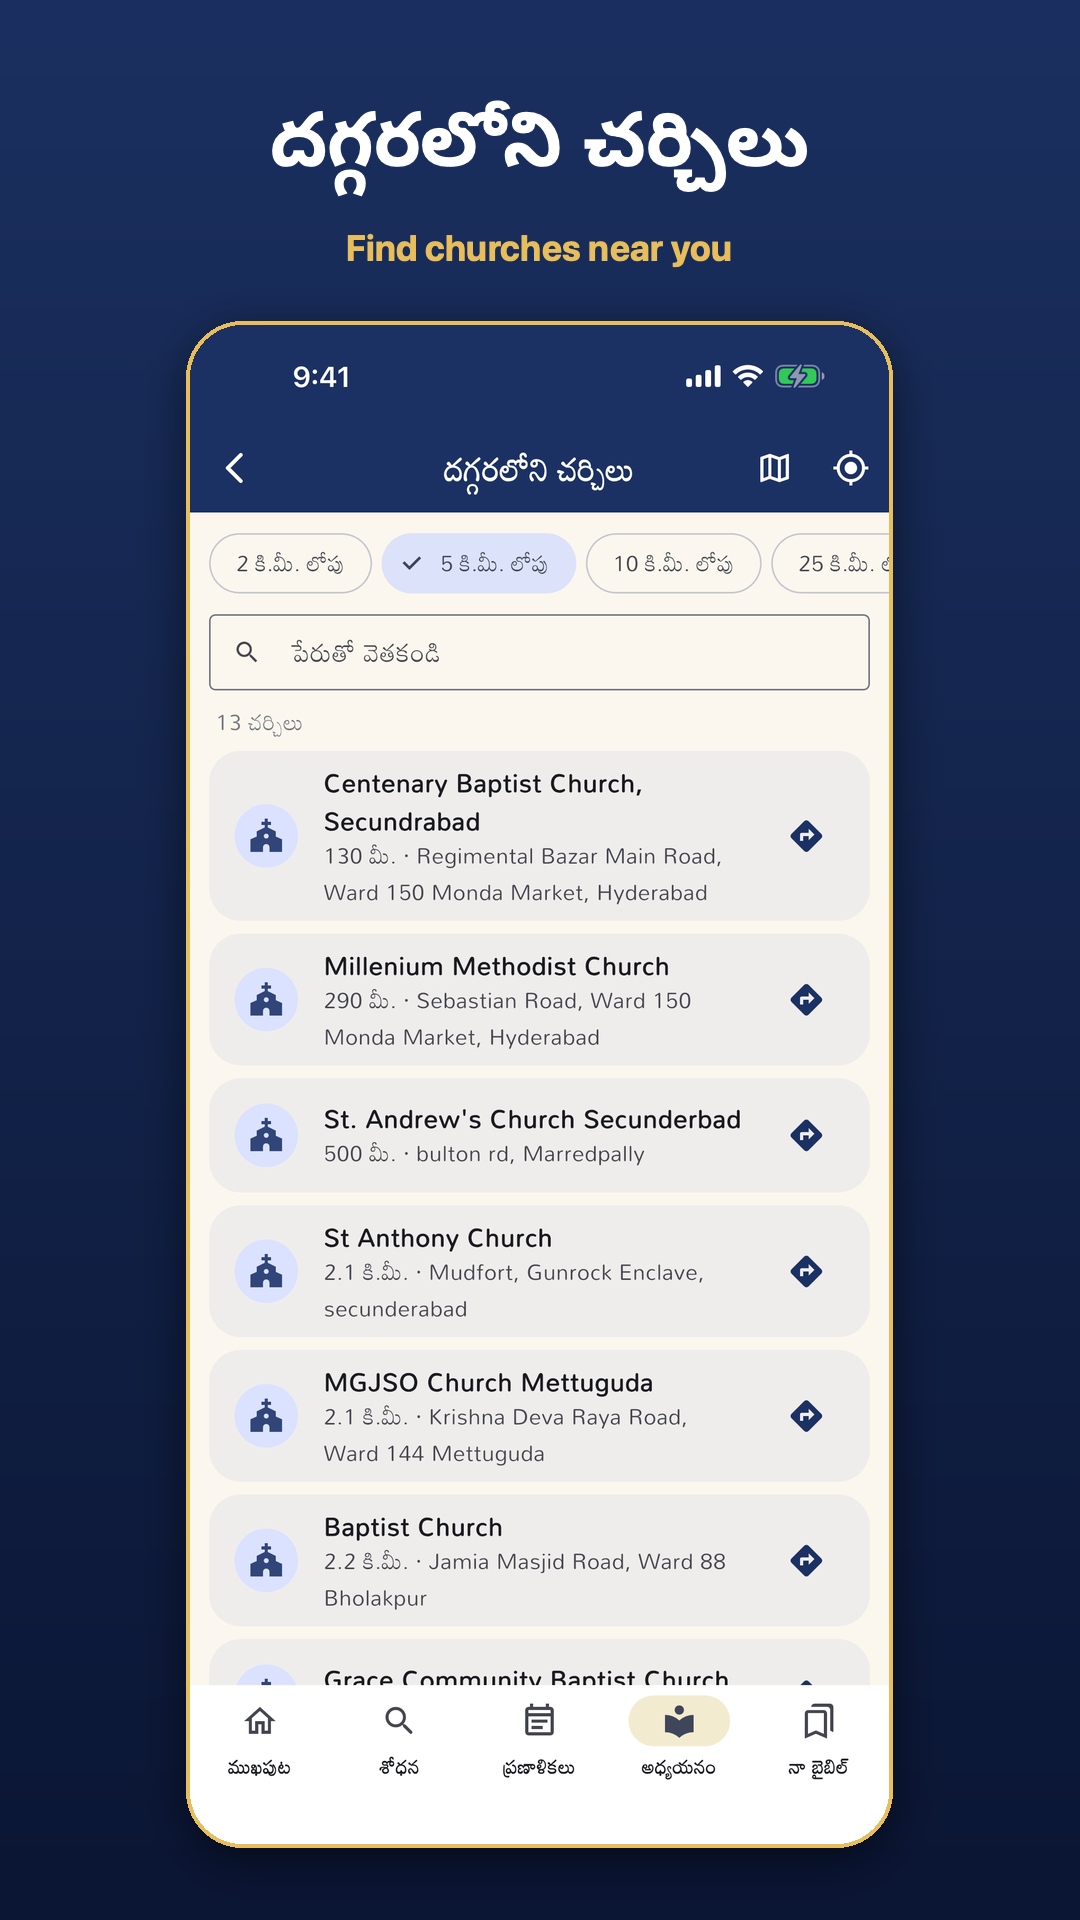 దగ్గరలోని చర్చిలు
Find churches near you
9:41
దగ్గరలోని చర్చిలు
2 కి.మీ. లోపు
5 కి.మీ. లోపు
10 కి.మీ. లోపు
25 కి.మీ.
పేరుతో వెతకండి
13 చర్చిలు
Centenary Baptist Church,
Secundrabad
130 మీ. · Regimental Bazar Main Road,
Ward 150 Monda Market, Hyderabad
Millenium Methodist Church
290 మీ. · Sebastian Road, Ward 150
Monda Market, Hyderabad
St. Andrew's Church Secunderbad
500 మీ. · bulton rd, Marredpally
St Anthony Church
2.1 కి.మీ. · Mudfort, Gunrock Enclave,
secunderabad
MGJSO Church Mettuguda
2.1 కి.మీ. · Krishna Deva Raya Road,
Ward 144 Mettuguda
Baptist Church
2.2 కి.మీ. · Jamia Masjid Road, Ward 88
Bholakpur
Grace Community Baptist Church
ముఖపుట
శోధన
ప్రణాళికలు
అధ్యయనం
నా బైబిల్